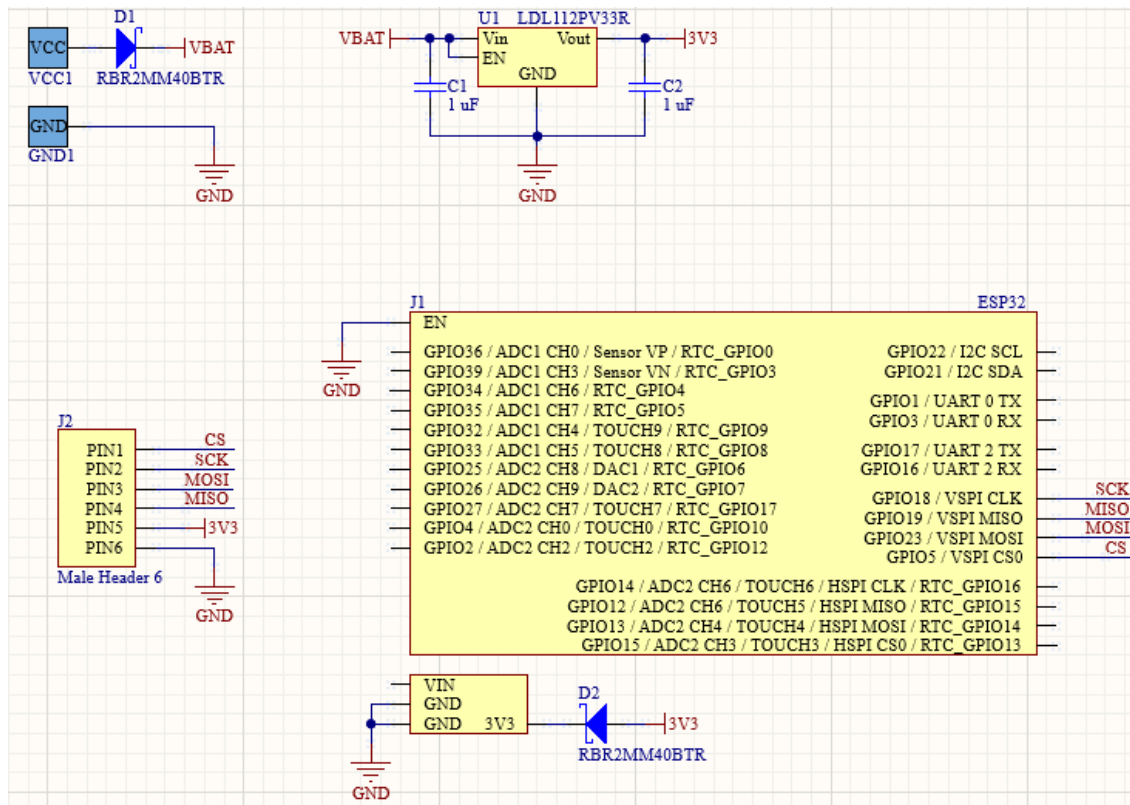 D1
VCC
VBAT
VCC1
RBR2MM40BTR
GND
GND1
GND
U1 LDL112PV33R
VBAT
Vin Vout
3V3
EN
GND
C1
1 uF
C2
1 uF
GND
J1 ESP32
EN
GND
GPIO36 / ADC1 CH0 / Sensor VP / RTC_GPIO0
GPIO39 / ADC1 CH3 / Sensor VN / RTC_GPIO3
GPIO34 / ADC1 CH6 / RTC_GPIO4
GPIO35 / ADC1 CH7 / RTC_GPIO5
GPIO32 / ADC1 CH4 / TOUCH9 / RTC_GPIO9
GPIO33 / ADC1 CH5 / TOUCH8 / RTC_GPIO8
GPIO25 / ADC2 CH8 / DAC1 / RTC_GPIO6
GPIO26 / ADC2 CH9 / DAC2 / RTC_GPIO7
GPIO27 / ADC2 CH7 / TOUCH7 / RTC_GPIO17
GPIO4 / ADC2 CH0 / TOUCH0 / RTC_GPIO10
GPIO2 / ADC2 CH2 / TOUCH2 / RTC_GPIO12
GPIO22 / I2C SCL
GPIO21 / I2C SDA
GPIO1 / UART 0 TX
GPIO3 / UART 0 RX
GPIO17 / UART 2 TX
GPIO16 / UART 2 RX
GPIO18 / VSPI CLK SCK
GPIO19 / VSPI MISO MISO
GPIO23 / VSPI MOSI MOSI
GPIO5 / VSPI CS0 CS
GPIO14 / ADC2 CH6 / TOUCH6 / HSPI CLK / RTC_GPIO16
GPIO12 / ADC2 CH6 / TOUCH5 / HSPI MISO / RTC_GPIO15
GPIO13 / ADC2 CH4 / TOUCH4 / HSPI MOSI / RTC_GPIO14
GPIO15 / ADC2 CH3 / TOUCH3 / HSPI CS0 / RTC_GPIO13
J2
PIN1 CS
PIN2 SCK
PIN3 MOSI
PIN4 MISO
PIN5 3V3
PIN6
Male Header 6
GND
VIN
GND
GND 3V3
D2
3V3
RBR2MM40BTR
GND